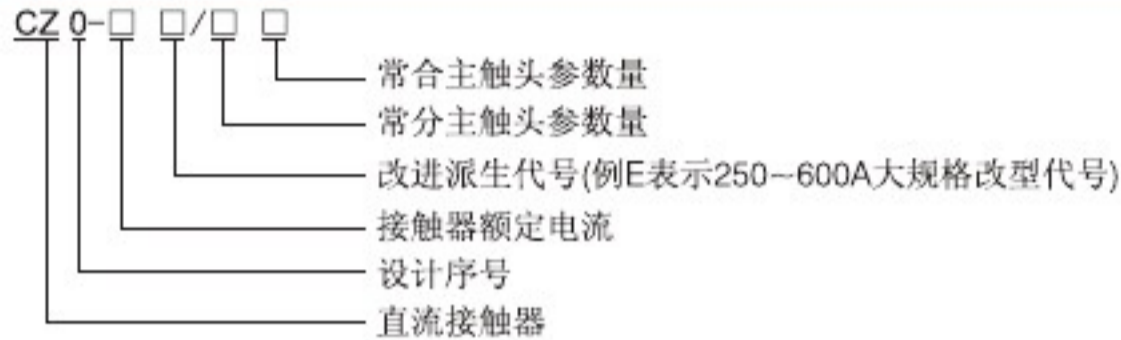 CZ 0-□ □/□ □
常合主触头参数量
常分主触头参数量
改进派生代号(例E表示250~600A大规格改型代号)
接触器额定电流
设计序号
直流接触器